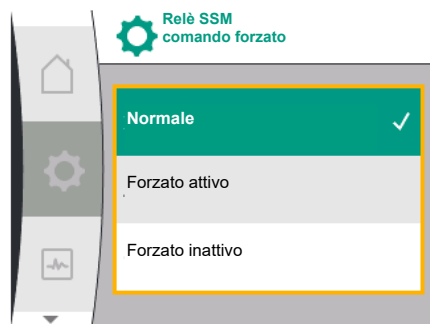 Relè SSM
comando forzato
Normale
Forzato attivo
Forzato inattivo